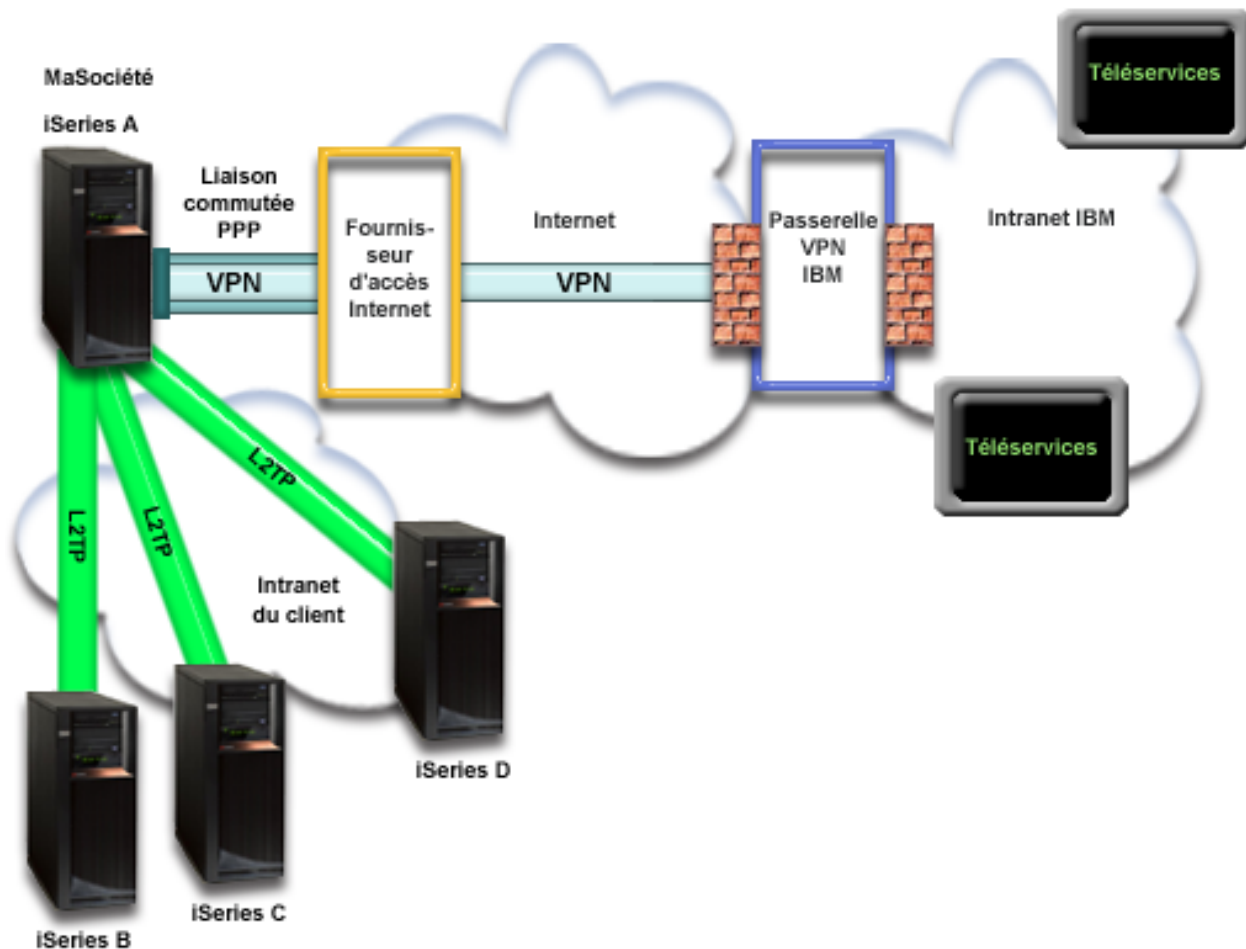 MaSociété
iSeries A
Liaison
commutée
PPP
VPN
Fournis-
seur
d'accès
Internet
Internet
VPN
Passerelle
VPN
IBM
Intranet IBM
Téléservices
Téléservices
L2TP
L2TP
L2TP
Intranet
du client
iSeries D
iSeries C
iSeries B